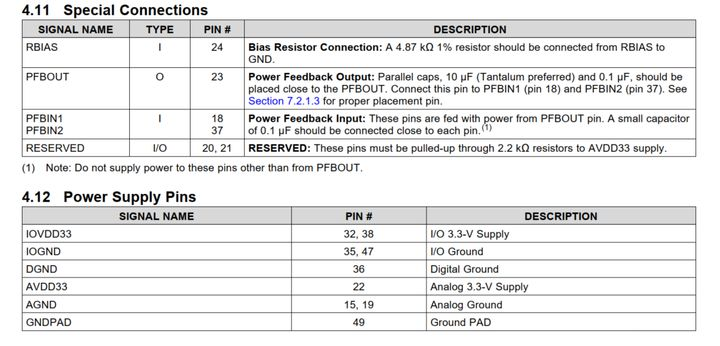 4.11 Special Connections
SIGNAL NAME TYPE PIN # DESCRIPTION
RBIAS I 24 Bias Resistor Connection: A 4.87 kΩ 1% resistor should be connected from RBIAS to
GND.
PFBOUT O 23 Power Feedback Output: Parallel caps, 10 µF (Tantalum preferred) and 0.1 µF, should be
placed close to the PFBOUT. Connect this pin to PFBIN1 (pin 18) and PFBIN2 (pin 37). See
Section 7.2.1.3 for proper placement pin.
PFBIN1 I 18 Power Feedback Input: These pins are fed with power from PFBOUT pin. A small capacitor
PFBIN2 37 of 0.1 µF should be connected close to each pin.(1)
RESERVED I/O 20, 21 RESERVED: These pins must be pulled-up through 2.2 kΩ resistors to AVDD33 supply.
(1) Note: Do not supply power to these pins other than from PFBOUT.
4.12 Power Supply Pins
SIGNAL NAME PIN # DESCRIPTION
IOVDD33 32, 38 I/O 3.3-V Supply
IOGND 35, 47 I/O Ground
DGND 36 Digital Ground
AVDD33 22 Analog 3.3-V Supply
AGND 15, 19 Analog Ground
GNDPAD 49 Ground PAD